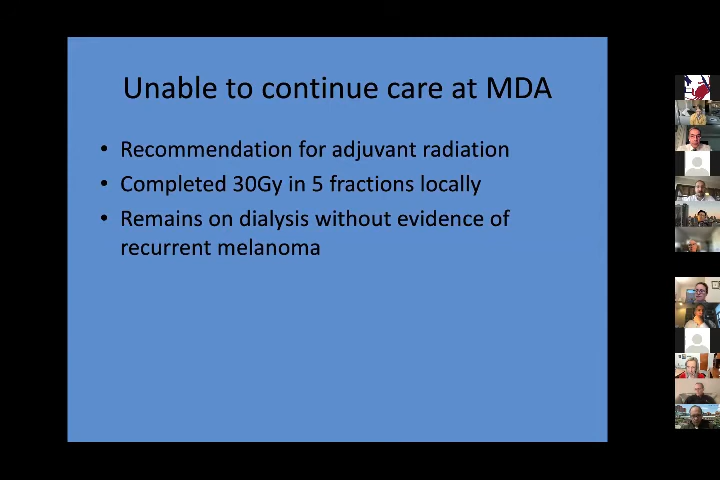 Unable to continue care at MDA
• Recommendation for adjuvant radiation
• Completed 30Gy in 5 fractions locally
• Remains on dialysis without evidence of
recurrent melanoma